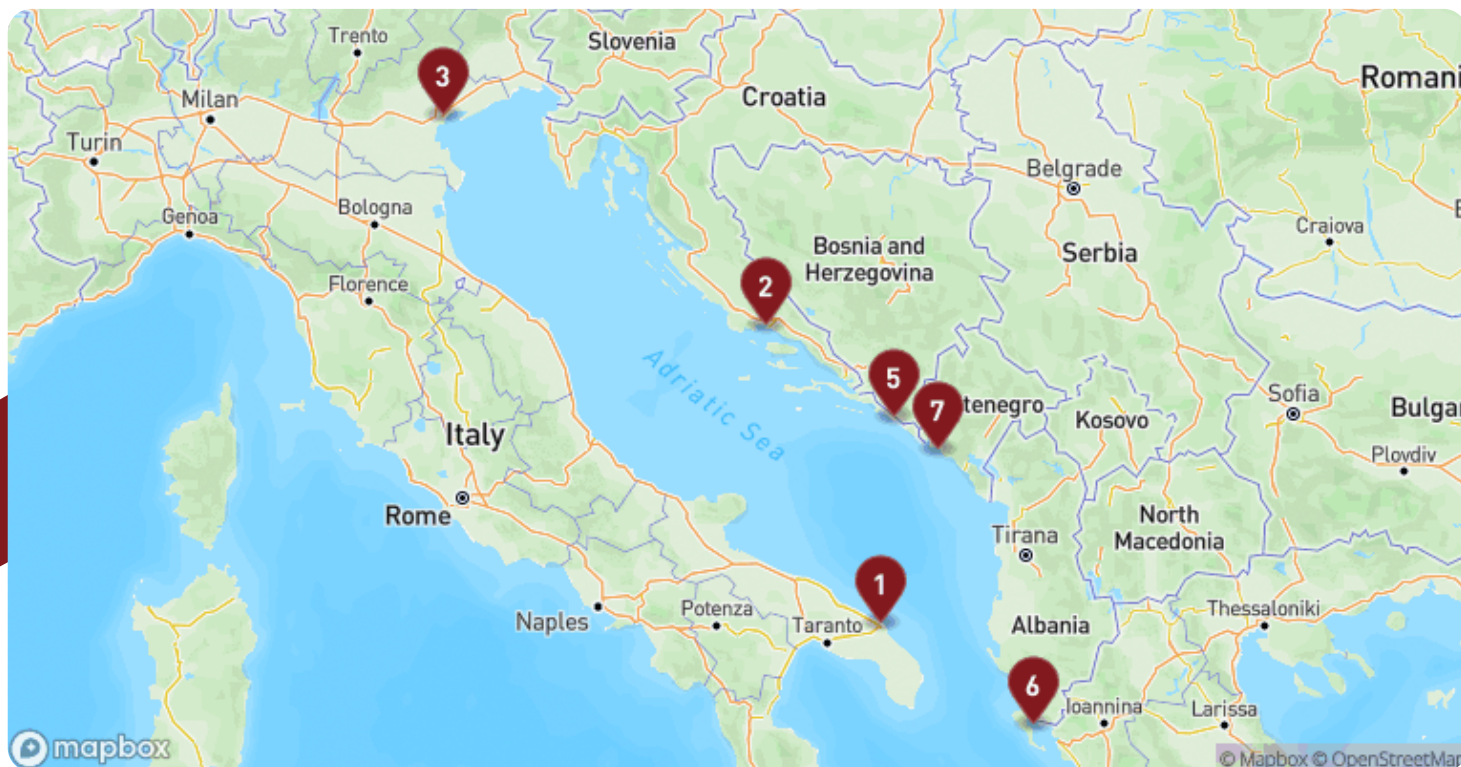 Trento
Slovenia
3
Romani
Milan
Croatia
Turin
Belgrade
Genoa
Bologna
Craiova
Bosnia and
Herzegovina
Serbia
2
Florence
Adriatic Sea
5
7
tenegro
Kosovo
Sofia
Bulgar
Italy
Plovdiv
Rome
North
Macedonia
Tirana
1
Naples
Potenza
Taranto
Albania
Thessaloniki
6
Ioannina
Larissa
mapbox
© Mapbox © OpenStreetMap